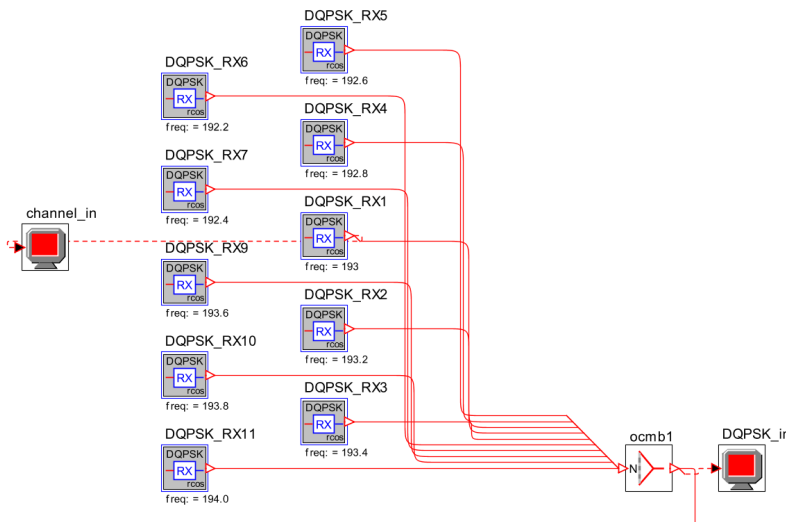 DQPSK_RX5
DQPSK
RX
rcos
freq: = 192.6
DQPSK_RX6
DQPSK
RX
rcos
freq: = 192.2
DQPSK_RX4
DQPSK
RX
rcos
freq: = 192.8
DQPSK_RX7
DQPSK
RX
rcos
freq: = 192.4
channel_in
DQPSK_RX1
DQPSK
RX
rcos
freq: = 193
DQPSK_RX9
DQPSK
RX
rcos
freq: = 193.6
DQPSK_RX2
DQPSK
RX
rcos
freq: = 193.2
DQPSK_RX10
DQPSK
RX
rcos
freq: = 193.8
DQPSK_RX3
DQPSK
RX
rcos
freq: = 193.4
DQPSK_RX11
DQPSK
RX
rcos
freq: = 194.0
ocmb1
N
DQPSK_in